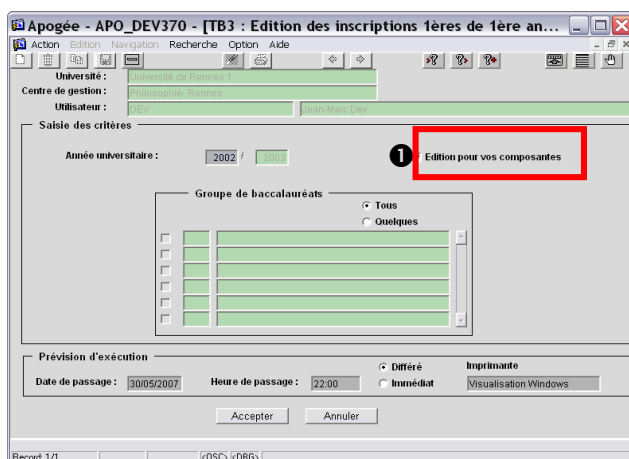 Apogée - APO_DEV370 - [TB3 : Edition des inscriptions 1ères de 1ère an...
Action Edition Navigation Recherche Option Aide
Université : Université de Rennes 1
Centre de gestion : Philosophie- Rennes
Utilisateur : DEV Jean-Marc Dev
Saisie des critères
Année universitaire : 2002 / 2003 1 Edition pour vos composantes
Groupe de baccalauréats
Tous
Quelques
Prévision d'exécution
Différé Imprimante
Date de passage : 30/05/2007 Heure de passage : 22:00 Immédiat Visualisation Windows
Accepter Annuler
Record: 1/1 <OSC> <DBG>